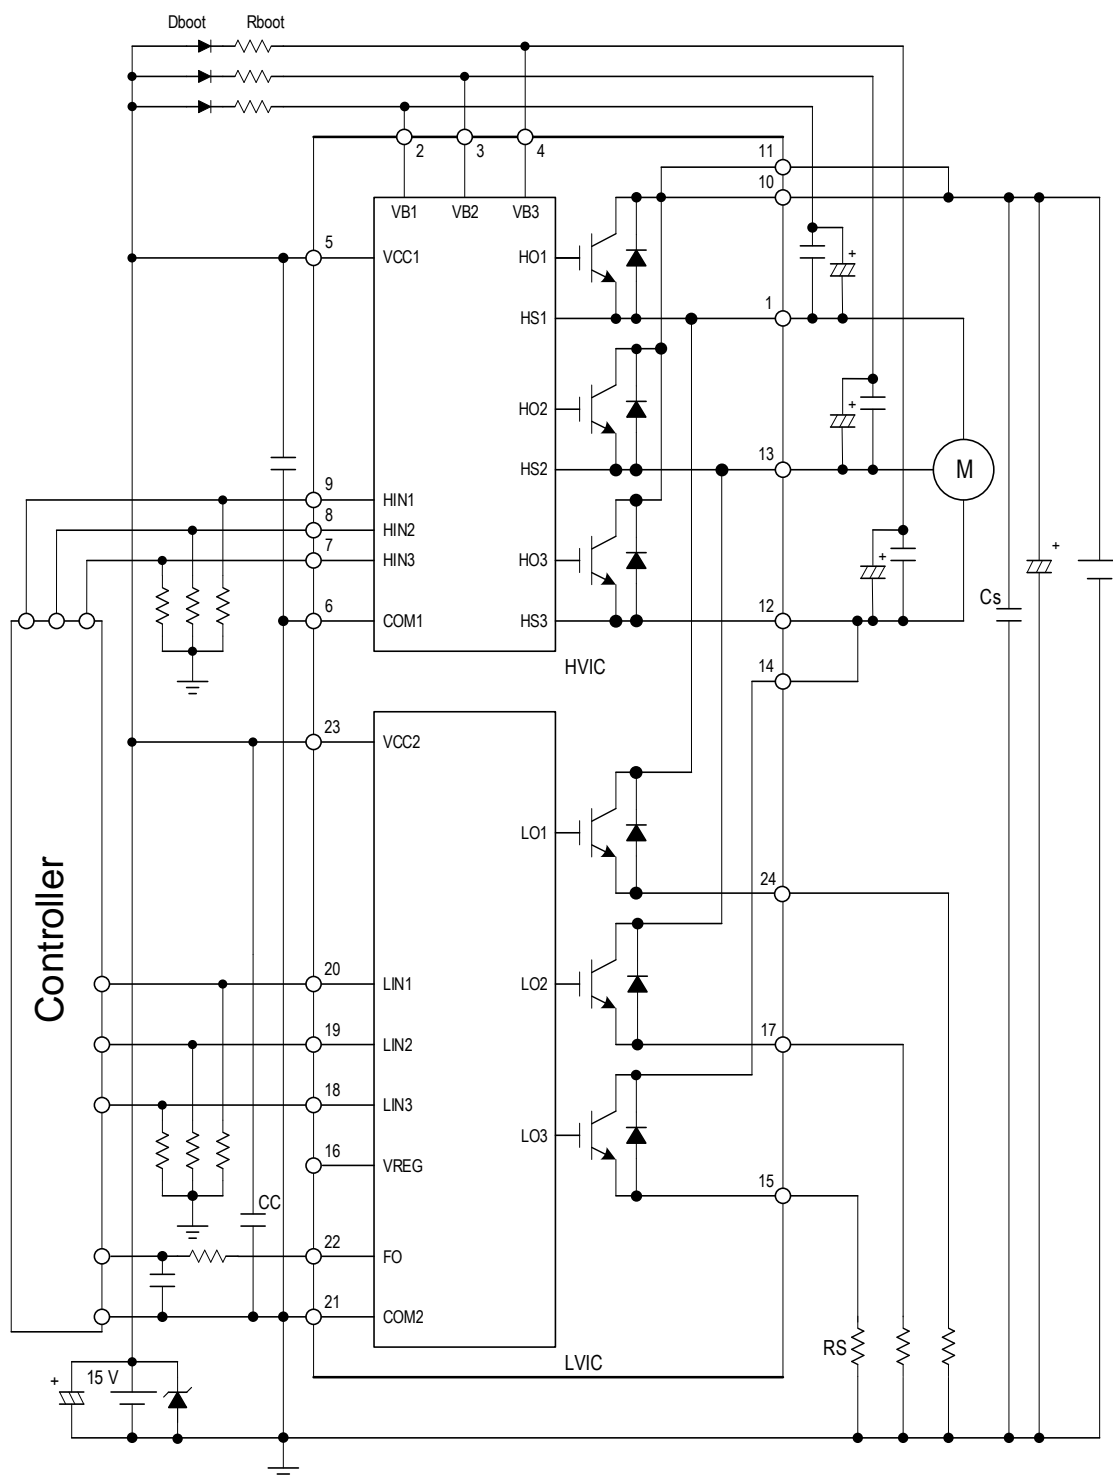 Dboot Rboot
2 3 4
11
10
VB1 VB2 VB3
5
VCC1 HO1
+
1
HS1
+
HO2
13
HS2 M
9
HIN1
8
HIN2
7
HIN3 HO3
+ +
Cs
6
COM1
12
HS3
HVIC
14
23
VCC2
LO1
24
Controller
20
LIN1 LO2
19
LIN2
17
18
LIN3
LO3
16
VREG
15
CC
22
FO
21
COM2
RS
LVIC
+ 15 V